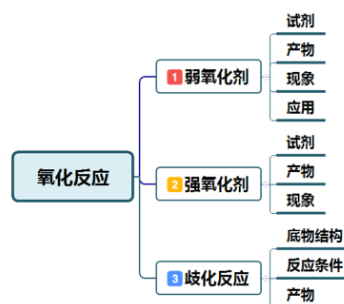 氧化反应
1 弱氧化剂
试剂
产物
现象
应用
2 强氧化剂
试剂
产物
现象
3 歧化反应
底物结构
反应条件
产物